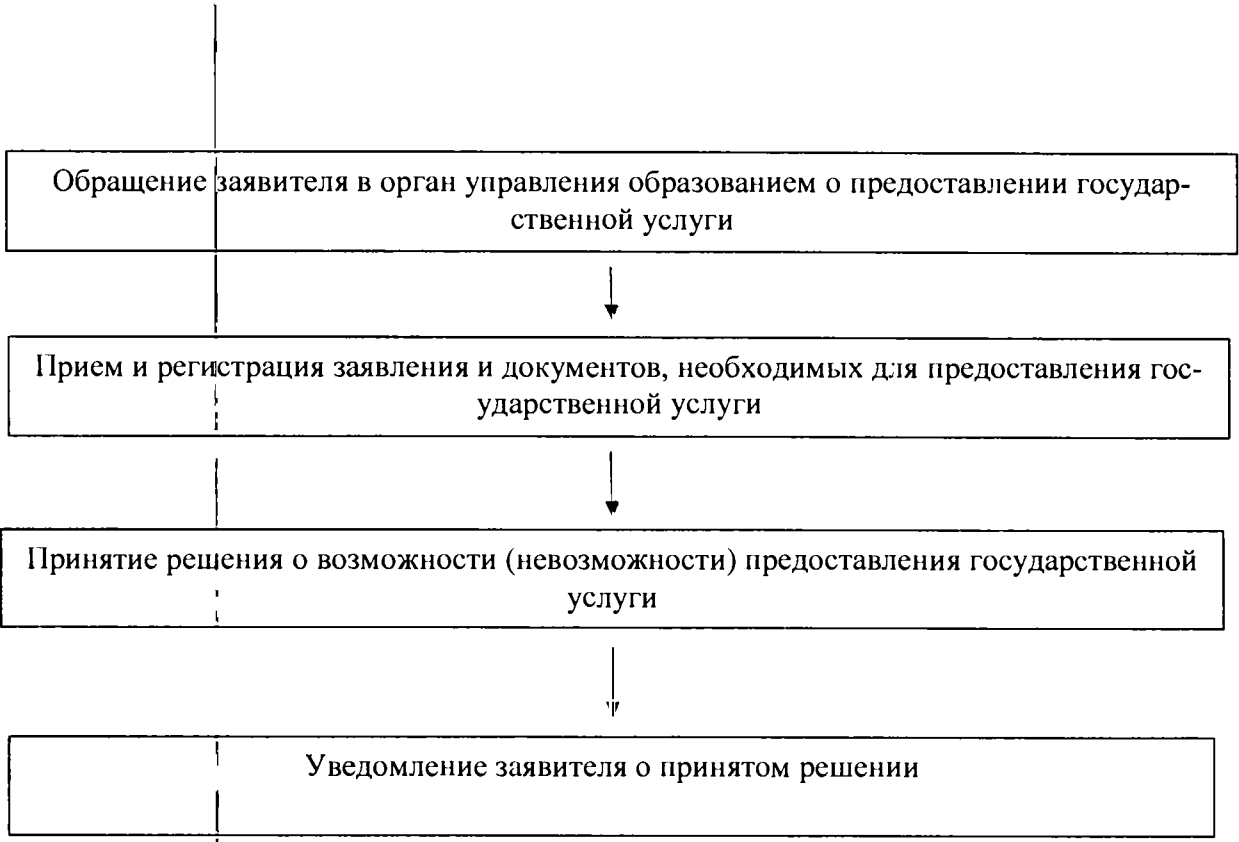 Обращение заявителя в орган управления образованием о предоставлении государ-
ственной услуги
Прием и регистрация заявления и документов, необходимых для предоставления гос-
ударственной услуги
Принятие решения о возможности (невозможности) предоставления государственной
услуги
Уведомление заявителя о принятом решении